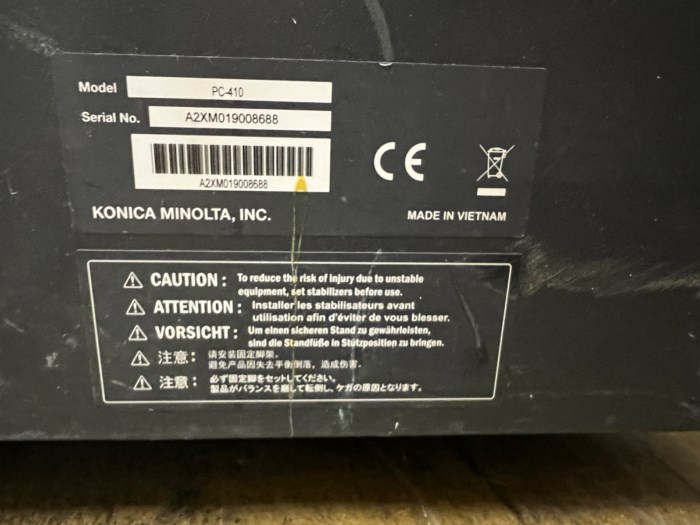 Model PC-410
Serial No. A2XM019008688
A2XM019008688
CE
KONICA MINOLTA, INC. MADE IN VIETNAM
CAUTION : To reduce the risk of injury due to unstable
equipment, set stabilizers before use.
ATTENTION : Installer les stabilisateurs avant
utilisation afin d'éviter de vous blesser.
VORSICHT : Um einen sicheren Stand zu gewährleisten,
sind die Standfüße in Stützposition zu bringen.
注意： 请安装固定脚架。
避免产品因失去平衡倒落，造成伤害。
注意： 必ず固定脚をセットしてください。
製品がバランスを崩して転倒し、ケガの原因となります。